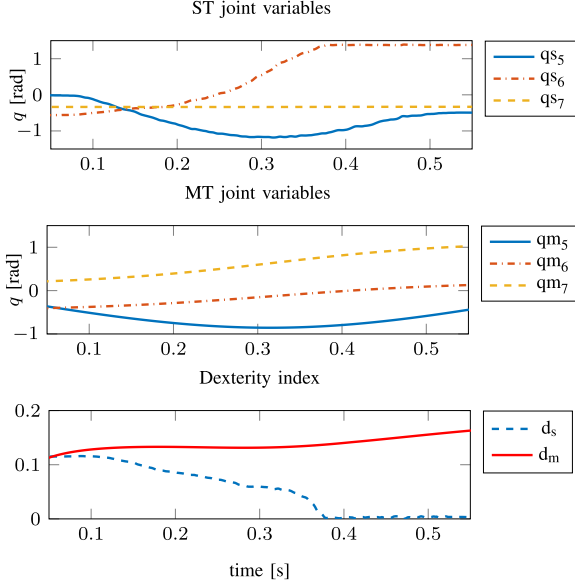 ST joint variables
q [rad]
1
0
−1
0.1
0.2
0.3
0.4
0.5
qs5
qs6
qs7
MT joint variables
q [rad]
1
0
−1
0.1
0.2
0.3
0.4
0.5
qm5
qm6
qm7
Dexterity index
0.2
0.1
0
0.1
0.2
0.3
0.4
0.5
ds
dm
time [s]